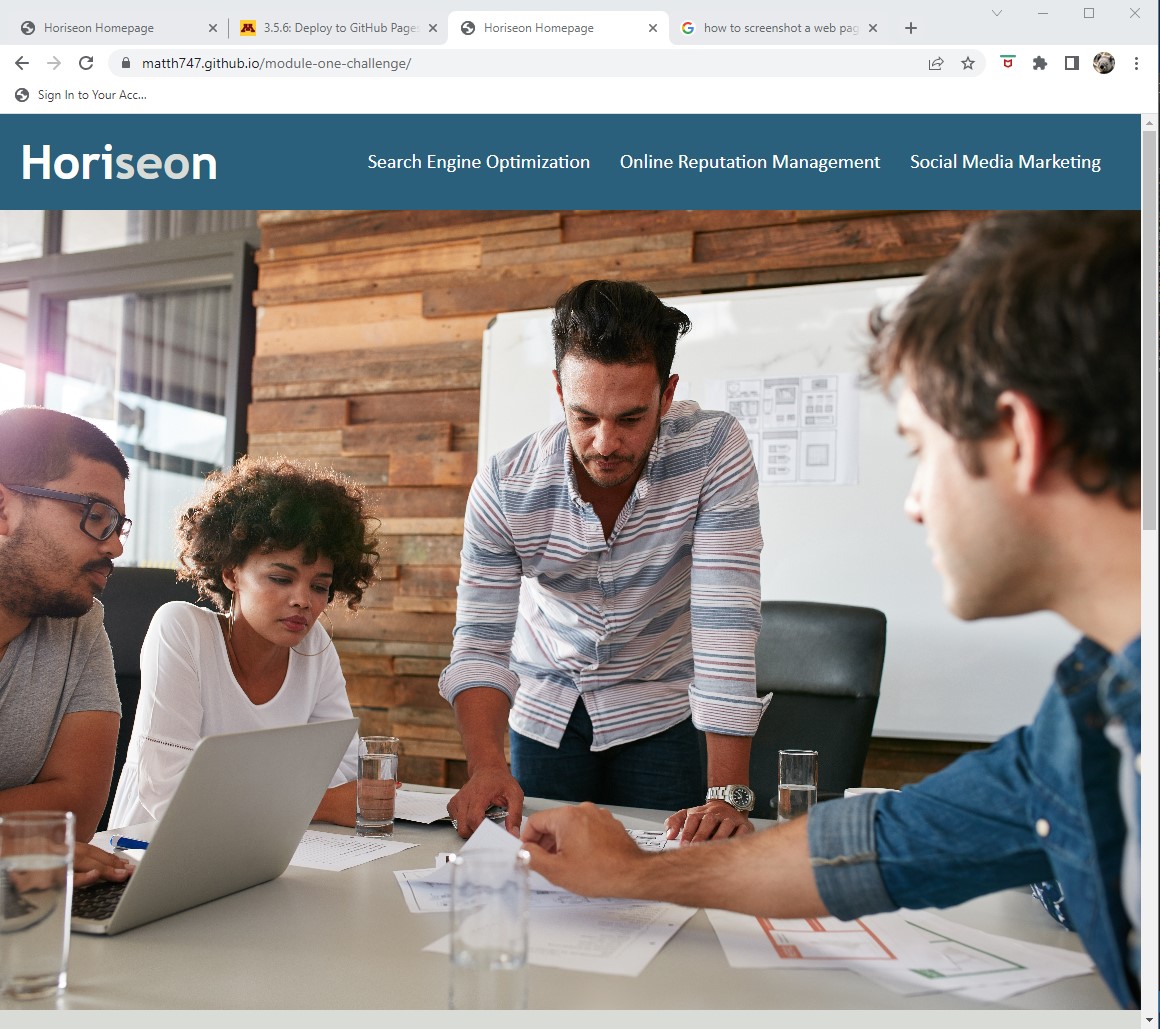 Horiseon Homepage
3.5.6: Deploy to GitHub Pages
Horiseon Homepage
how to screenshot a web pag
matth747.github.io/module-one-challenge/
Sign In to Your Acc...
Horiseon
Search Engine Optimization
Online Reputation Management
Social Media Marketing